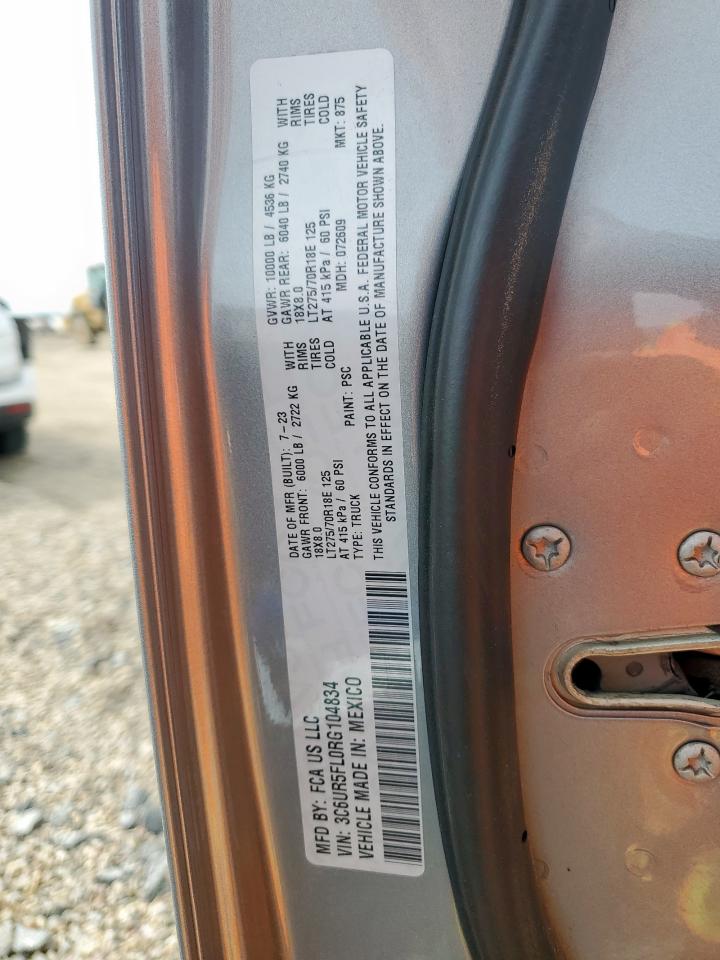 MFD BY: FCA US LLC
VIN: 3C6UR5FL0RG104834
VEHICLE MADE IN: MEXICO
DATE OF MFR (BUILT): 7-23
GAWR FRONT: 6000 LB / 2722 KG WITH
18X8.0 RIMS
LT275/70R18E 125 TIRES
AT 415 kPa / 60 PSI COLD
TYPE: TRUCK PAINT: PSC
GVWR: 10000 LB / 4536 KG
GAWR REAR: 6040 LB / 2740 KG WITH
18X8.0 RIMS
LT275/70R18E 125 TIRES
AT 415 kPa / 60 PSI COLD
MDH: 072609 MKT: 875
THIS VEHICLE CONFORMS TO ALL APPLICABLE U.S.A. FEDERAL MOTOR VEHICLE SAFETY
STANDARDS IN EFFECT ON THE DATE OF MANUFACTURE SHOWN ABOVE.